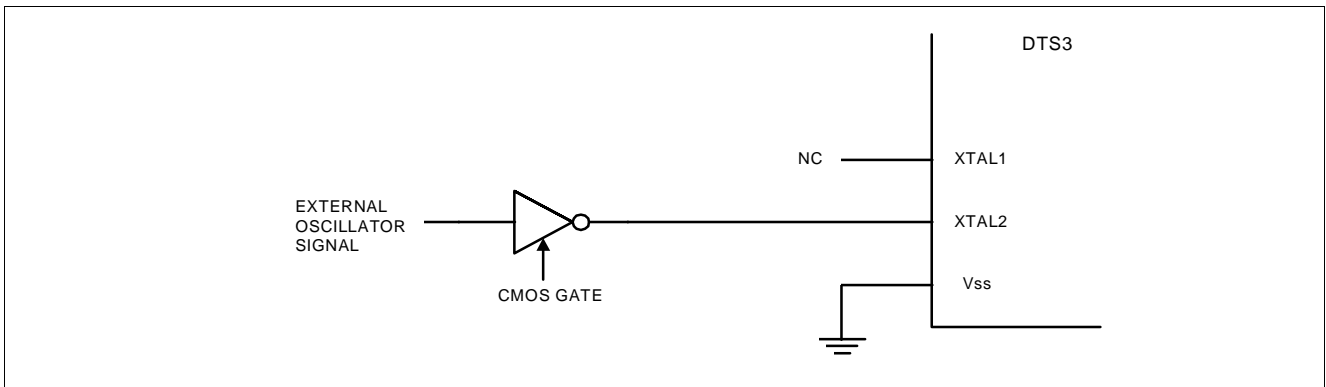 DTS3
NC
XTAL1
EXTERNAL
OSCILLATOR
SIGNAL
XTAL2
Vss
CMOS GATE